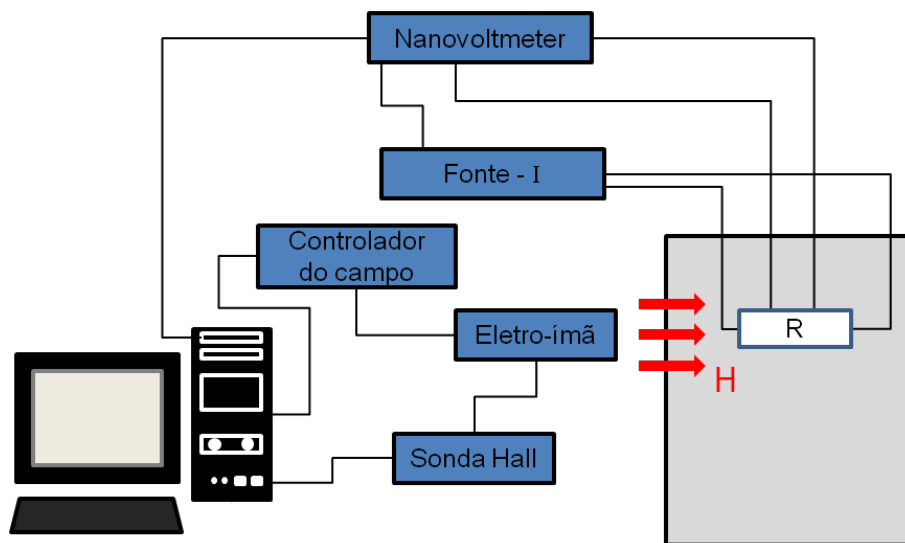 Nanovoltmeter
Fonte - I
Controlador
do campo
Eletro-ímã
R
H
Sonda Hall